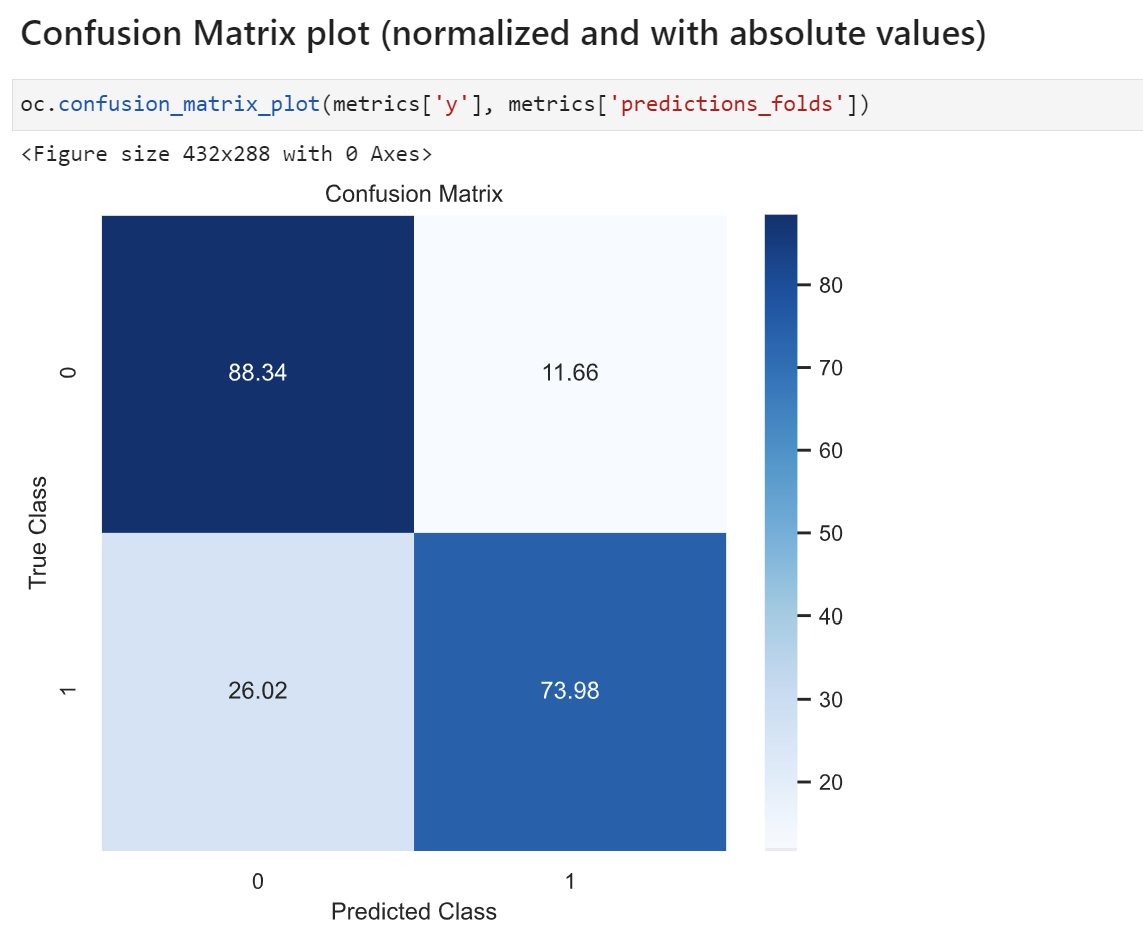 Confusion Matrix plot (normalized and with absolute values)
oc.confusion_matrix_plot(metrics['y'], metrics['predictions_folds'])
<Figure size 432x288 with 0 Axes>
Confusion Matrix
True Class
0
88.34
11.66
1
26.02
73.98
0
1
Predicted Class
80
70
60
50
40
30
20